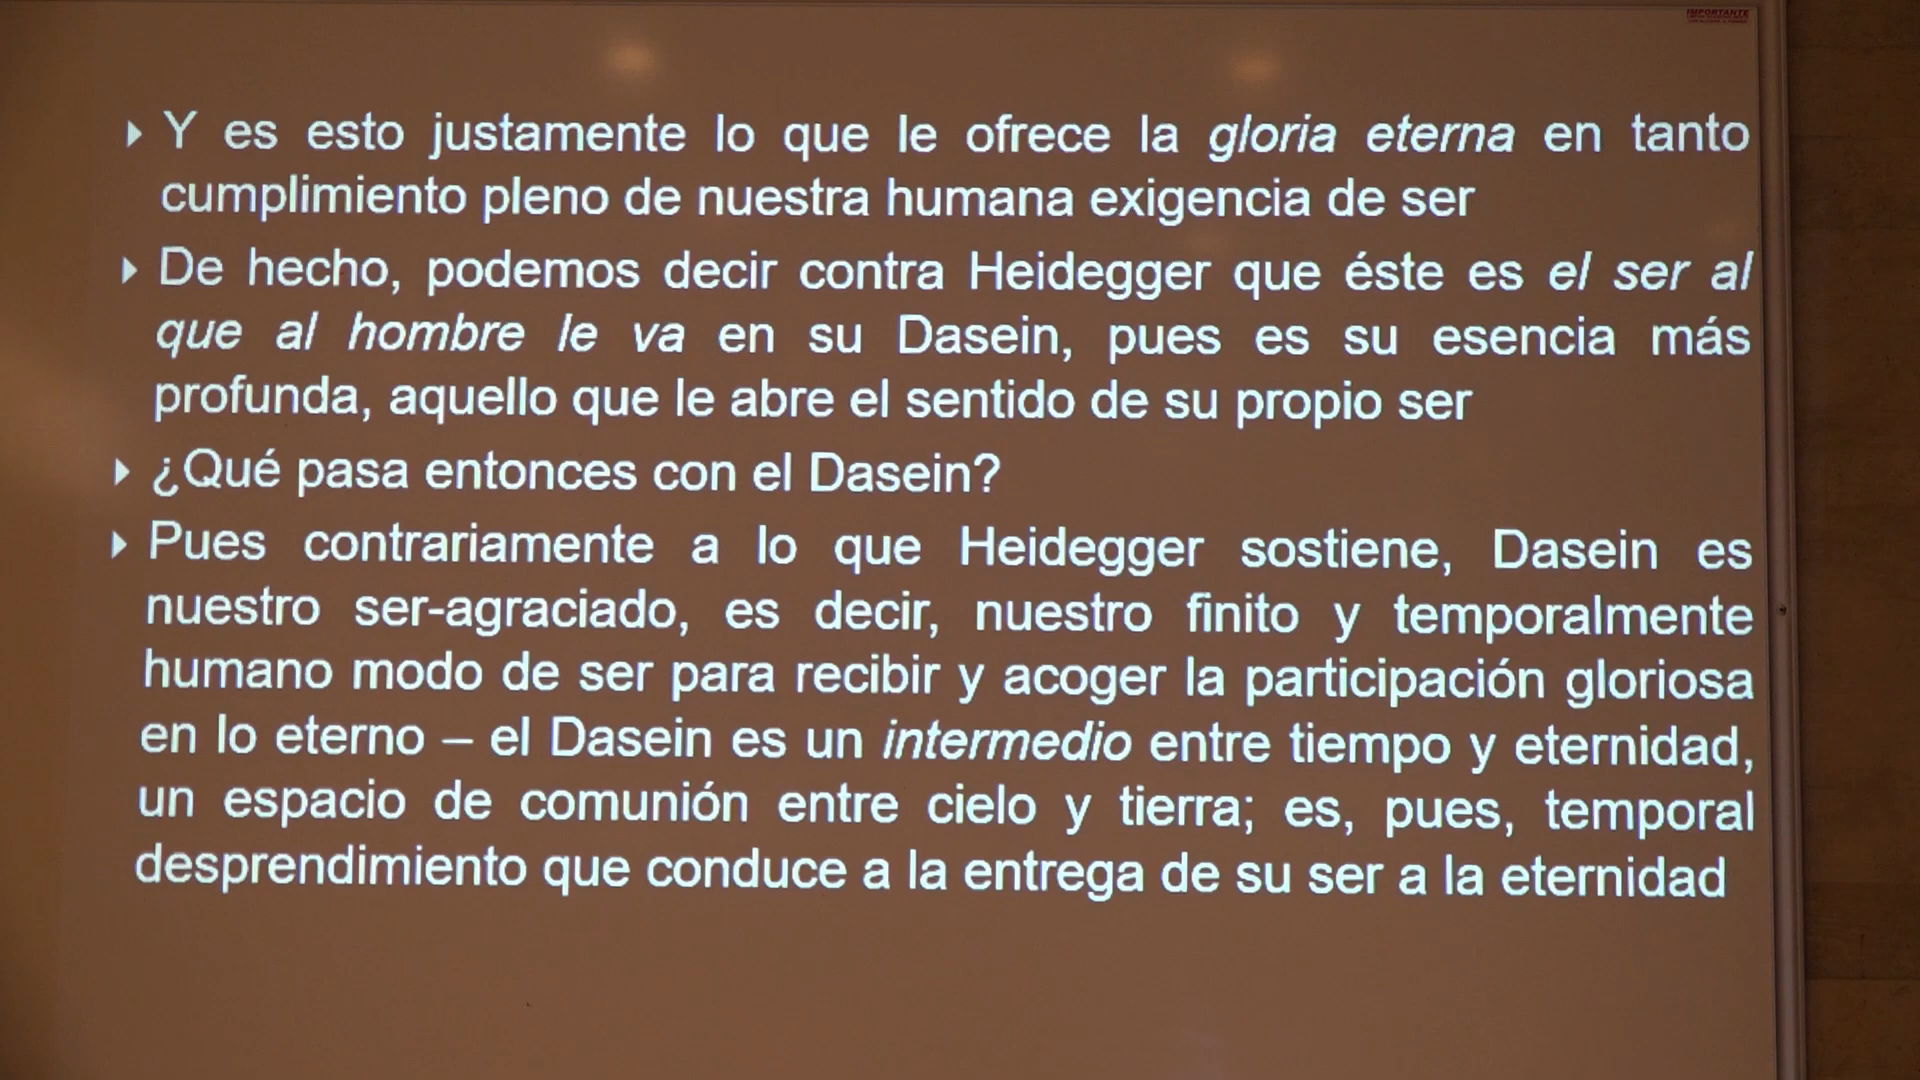 IMPORTANTE
Y es esto justamente lo que le ofrece la gloria eterna en tanto
cumplimiento pleno de nuestra humana exigencia de ser
De hecho, podemos decir contra Heidegger que éste es el ser al
que al hombre le va en su Dasein, pues es su esencia más
profunda, aquello que le abre el sentido de su propio ser
¿Qué pasa entonces con el Dasein?
Pues contrariamente a lo que Heidegger sostiene, Dasein es
nuestro ser-agraciado, es decir, nuestro finito y temporalmente
humano modo de ser para recibir y acoger la participación gloriosa
en lo eterno – el Dasein es un intermedio entre tiempo y eternidad,
un espacio de comunión entre cielo y tierra; es, pues, temporal
desprendimiento que conduce a la entrega de su ser a la eternidad